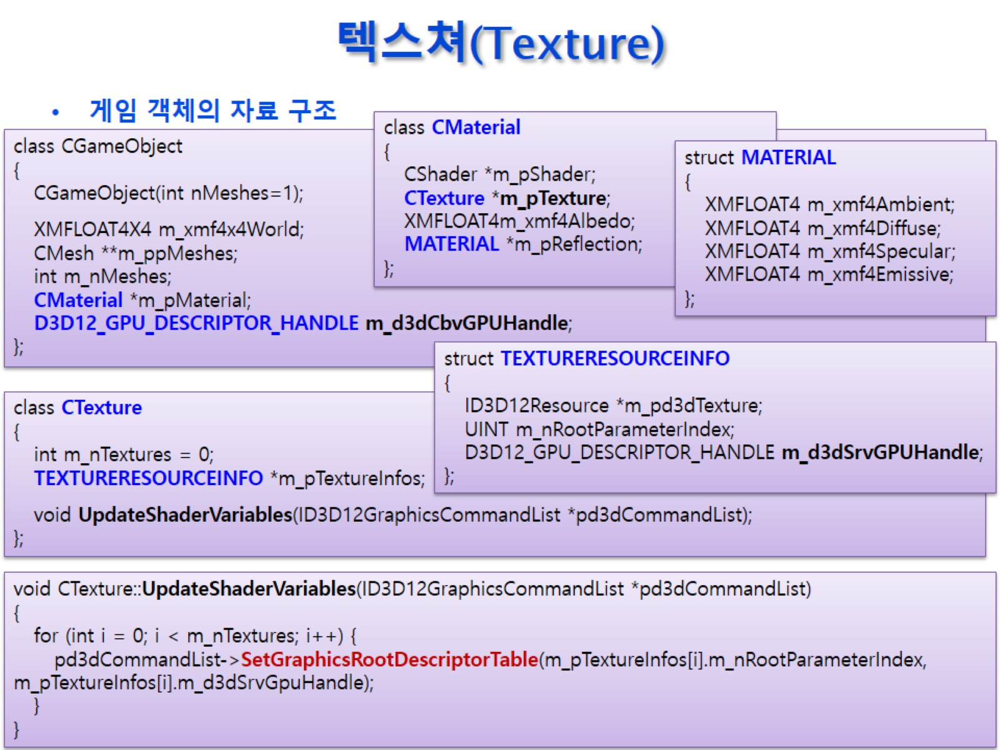 텍스쳐(Texture)
• 게임 객체의 자료 구조
class CGameObject
{
CGameObject(int nMeshes=1);
XMFLOAT4X4 m_xmf4x4World;
CMesh **m_ppMeshes;
int m_nMeshes;
CMaterial *m_pMaterial;
D3D12_GPU_DESCRIPTOR_HANDLE m_d3dCbvGPUHandle;
};
class CMaterial
{
CShader *m_pShader;
CTexture *m_pTexture;
XMFLOAT4m_xmf4Albedo;
MATERIAL *m_pReflection;
};
struct MATERIAL
{
XMFLOAT4 m_xmf4Ambient;
XMFLOAT4 m_xmf4Diffuse;
XMFLOAT4 m_xmf4Specular;
XMFLOAT4 m_xmf4Emissive;
};
struct TEXTURERESOURCEINFO
{
ID3D12Resource *m_pd3dTexture;
UINT m_nRootParameterIndex;
D3D12_GPU_DESCRIPTOR_HANDLE m_d3dSrvGPUHandle;
};
class CTexture
{
int m_nTextures = 0;
TEXTURERESOURCEINFO *m_pTextureInfos;
void UpdateShaderVariables(ID3D12GraphicsCommandList *pd3dCommandList);
};
void CTexture::UpdateShaderVariables(ID3D12GraphicsCommandList *pd3dCommandList)
{
for (int i = 0; i < m_nTextures; i++) {
pd3dCommandList->SetGraphicsRootDescriptorTable(m_pTextureInfos[i].m_nRootParameterIndex,
m_pTextureInfos[i].m_d3dSrvGpuHandle);
}
}